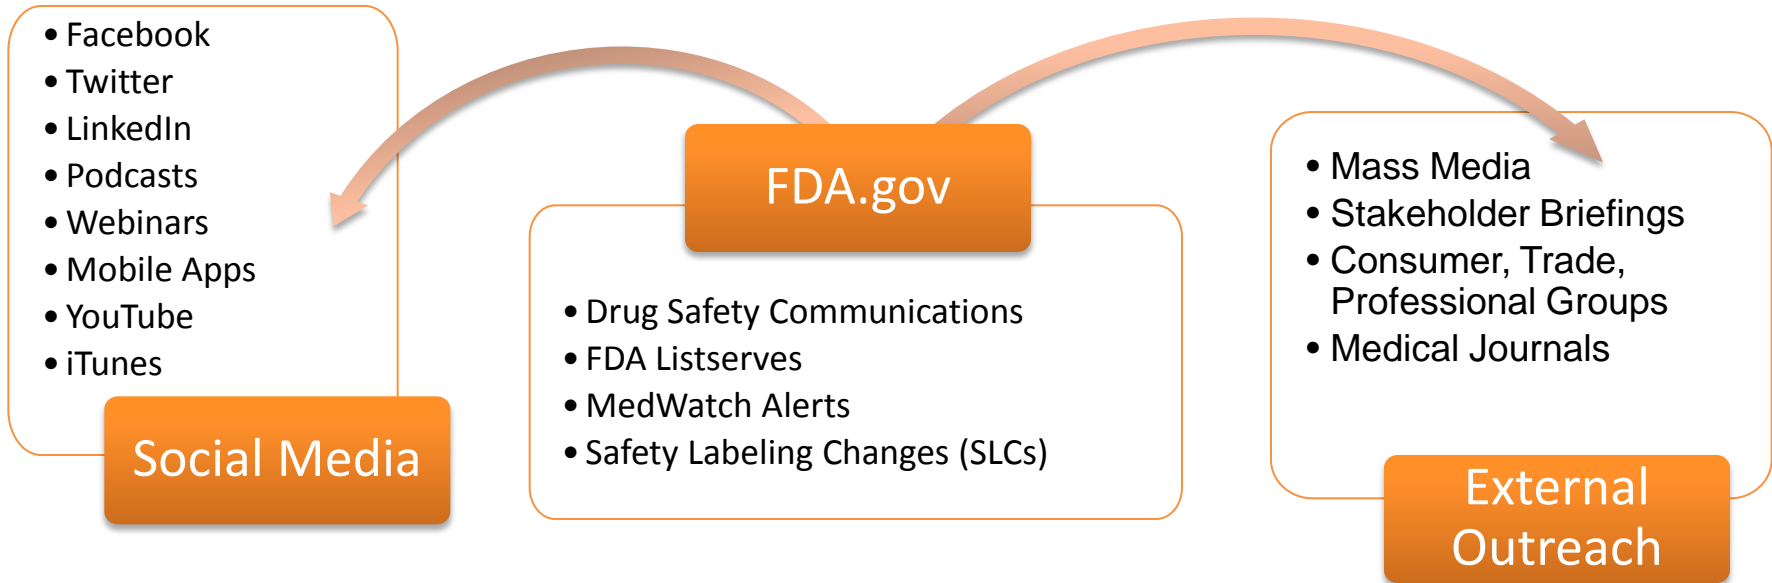 • Facebook
• Twitter
• LinkedIn
• Podcasts
• Webinars
• Mobile Apps
• YouTube
• iTunes
Social Media
FDA.gov
• Drug Safety Communications
• FDA Listserves
• MedWatch Alerts
• Safety Labeling Changes (SLCs)
• Mass Media
• Stakeholder Briefings
• Consumer, Trade,
Professional Groups
• Medical Journals
External
Outreach